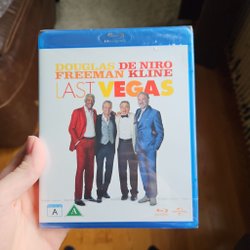 DOUGLAS DE NIRO
FREEMAN KLINE
LAST VEGAS
A